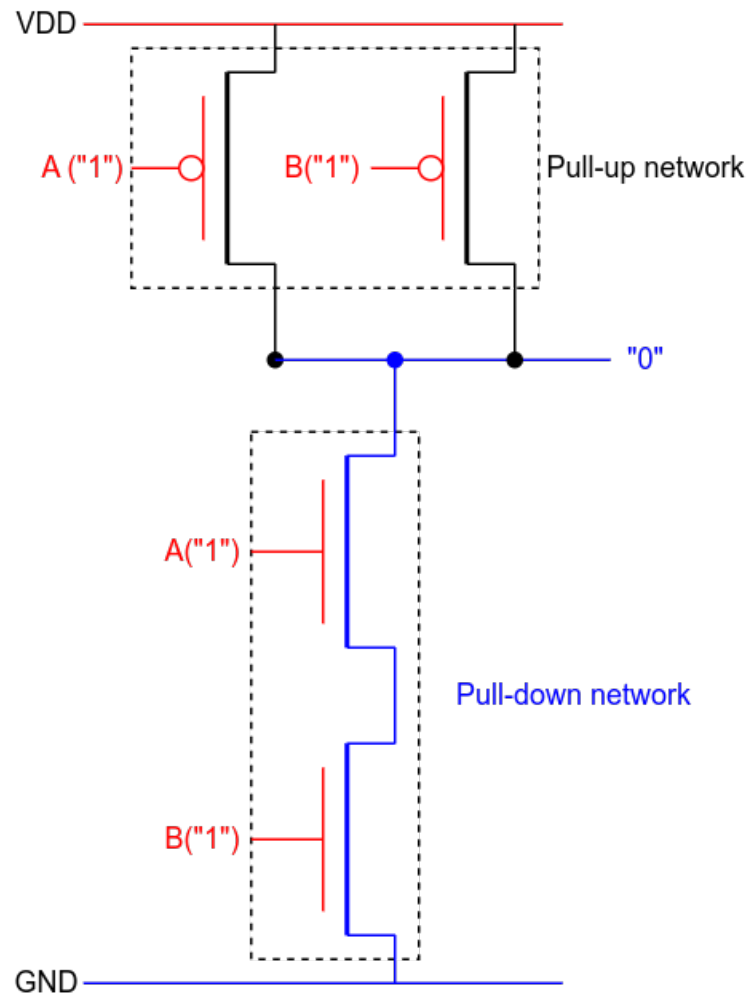 VDD
A ("1")
B("1")
Pull-up network
"0"
A("1")
Pull-down network
B("1")
GND